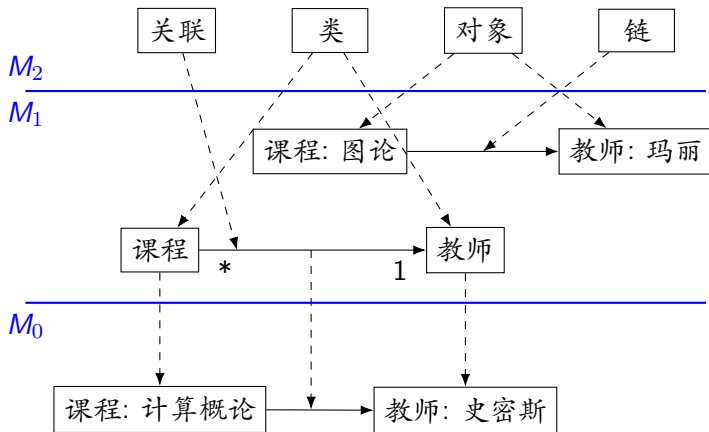 关联 类 对象 链
M₂
M₁
课程: 图论 教师: 玛丽
课程 教师
* 1
M₀
课程: 计算概论 教师: 史密斯